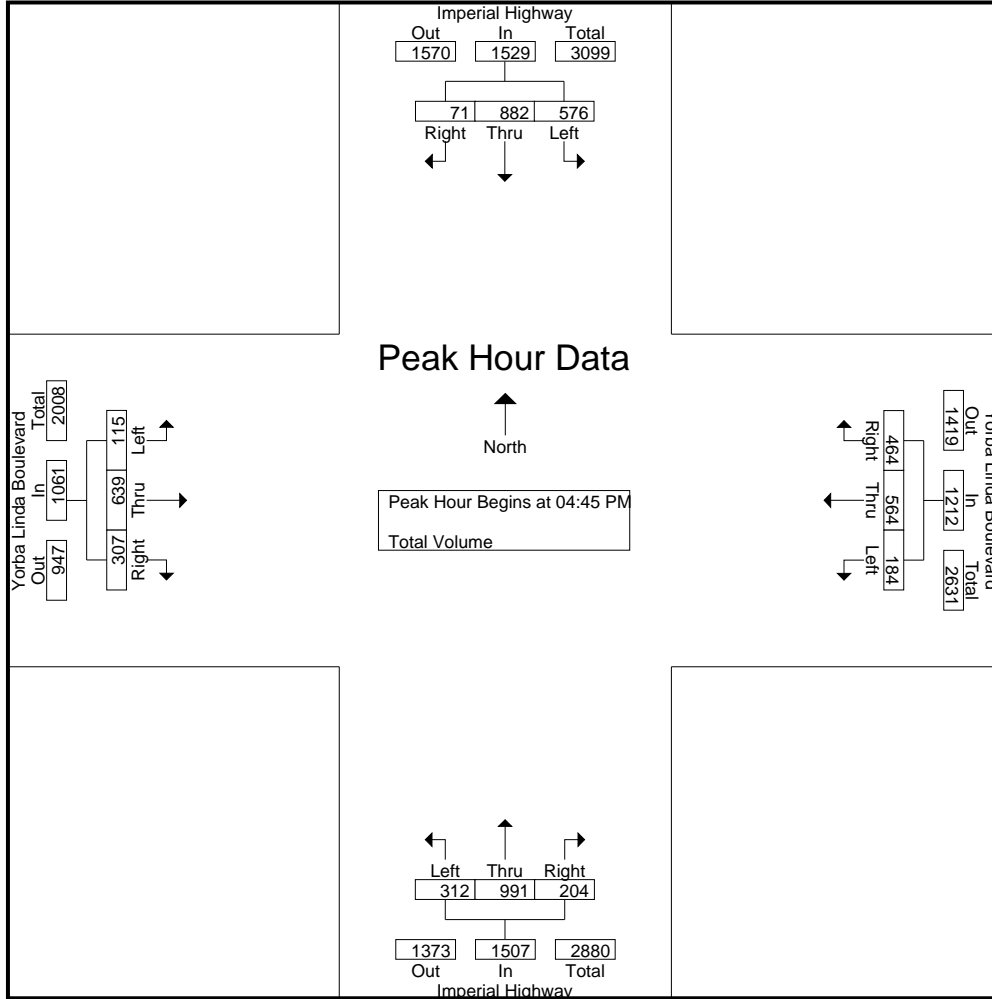 Imperial Highway
Out In Total
1570 1529 3099
71 882 576
Right Thru Left
Peak Hour Data
North
Peak Hour Begins at 04:45 PM
Total Volume
Yorba Linda Boulevard
Out In Total
947 1061 2008
115 639 307
Left Thru Right
Yorba Linda Boulevard
Out In Total
1419 1212 2631
464 564 184
Right Thru Left
Left Thru Right
312 991 204
1373 1507 2880
Out In Total
Imperial Highway